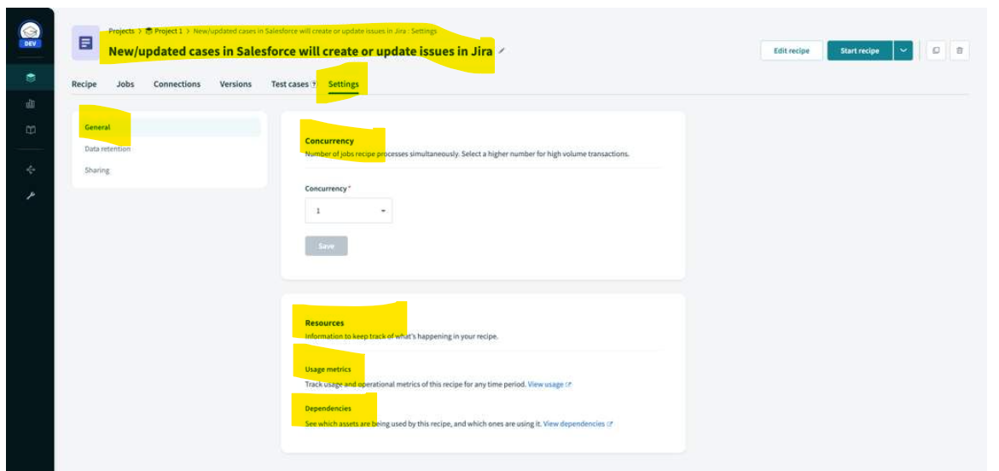 DEV
Projects > Project 1 > New/updated cases in Salesforce will create or update issues in Jira : Settings
New/updated cases in Salesforce will create or update issues in Jira
Edit recipe
Start recipe
Recipe Jobs Connections Versions Test cases ? Settings
General
Data retention
Sharing
Concurrency
Number of jobs recipe processes simultaneously. Select a higher number for high volume transactions.
Concurrency*
1
Save
Resources
Information to keep track of what's happening in your recipe.
Usage metrics
Track usage and operational metrics of this recipe for any time period. View usage
Dependencies
See which assets are being used by this recipe, and which ones are using it. View dependencies